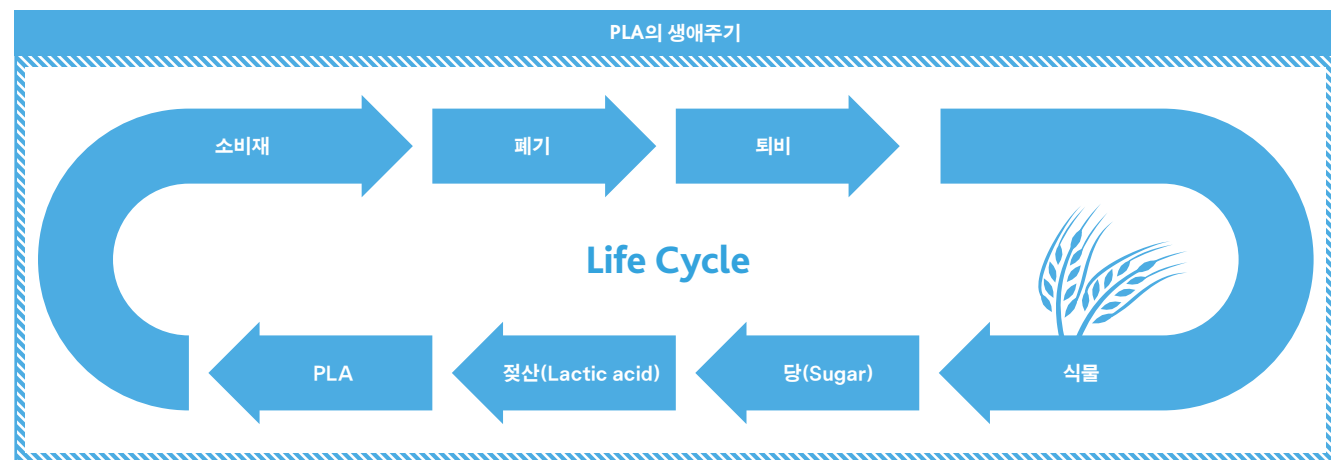 PLA의 생애주기
소비재
폐기
퇴비
Life Cycle
PLA
젖산(Lactic acid)
당(Sugar)
식물